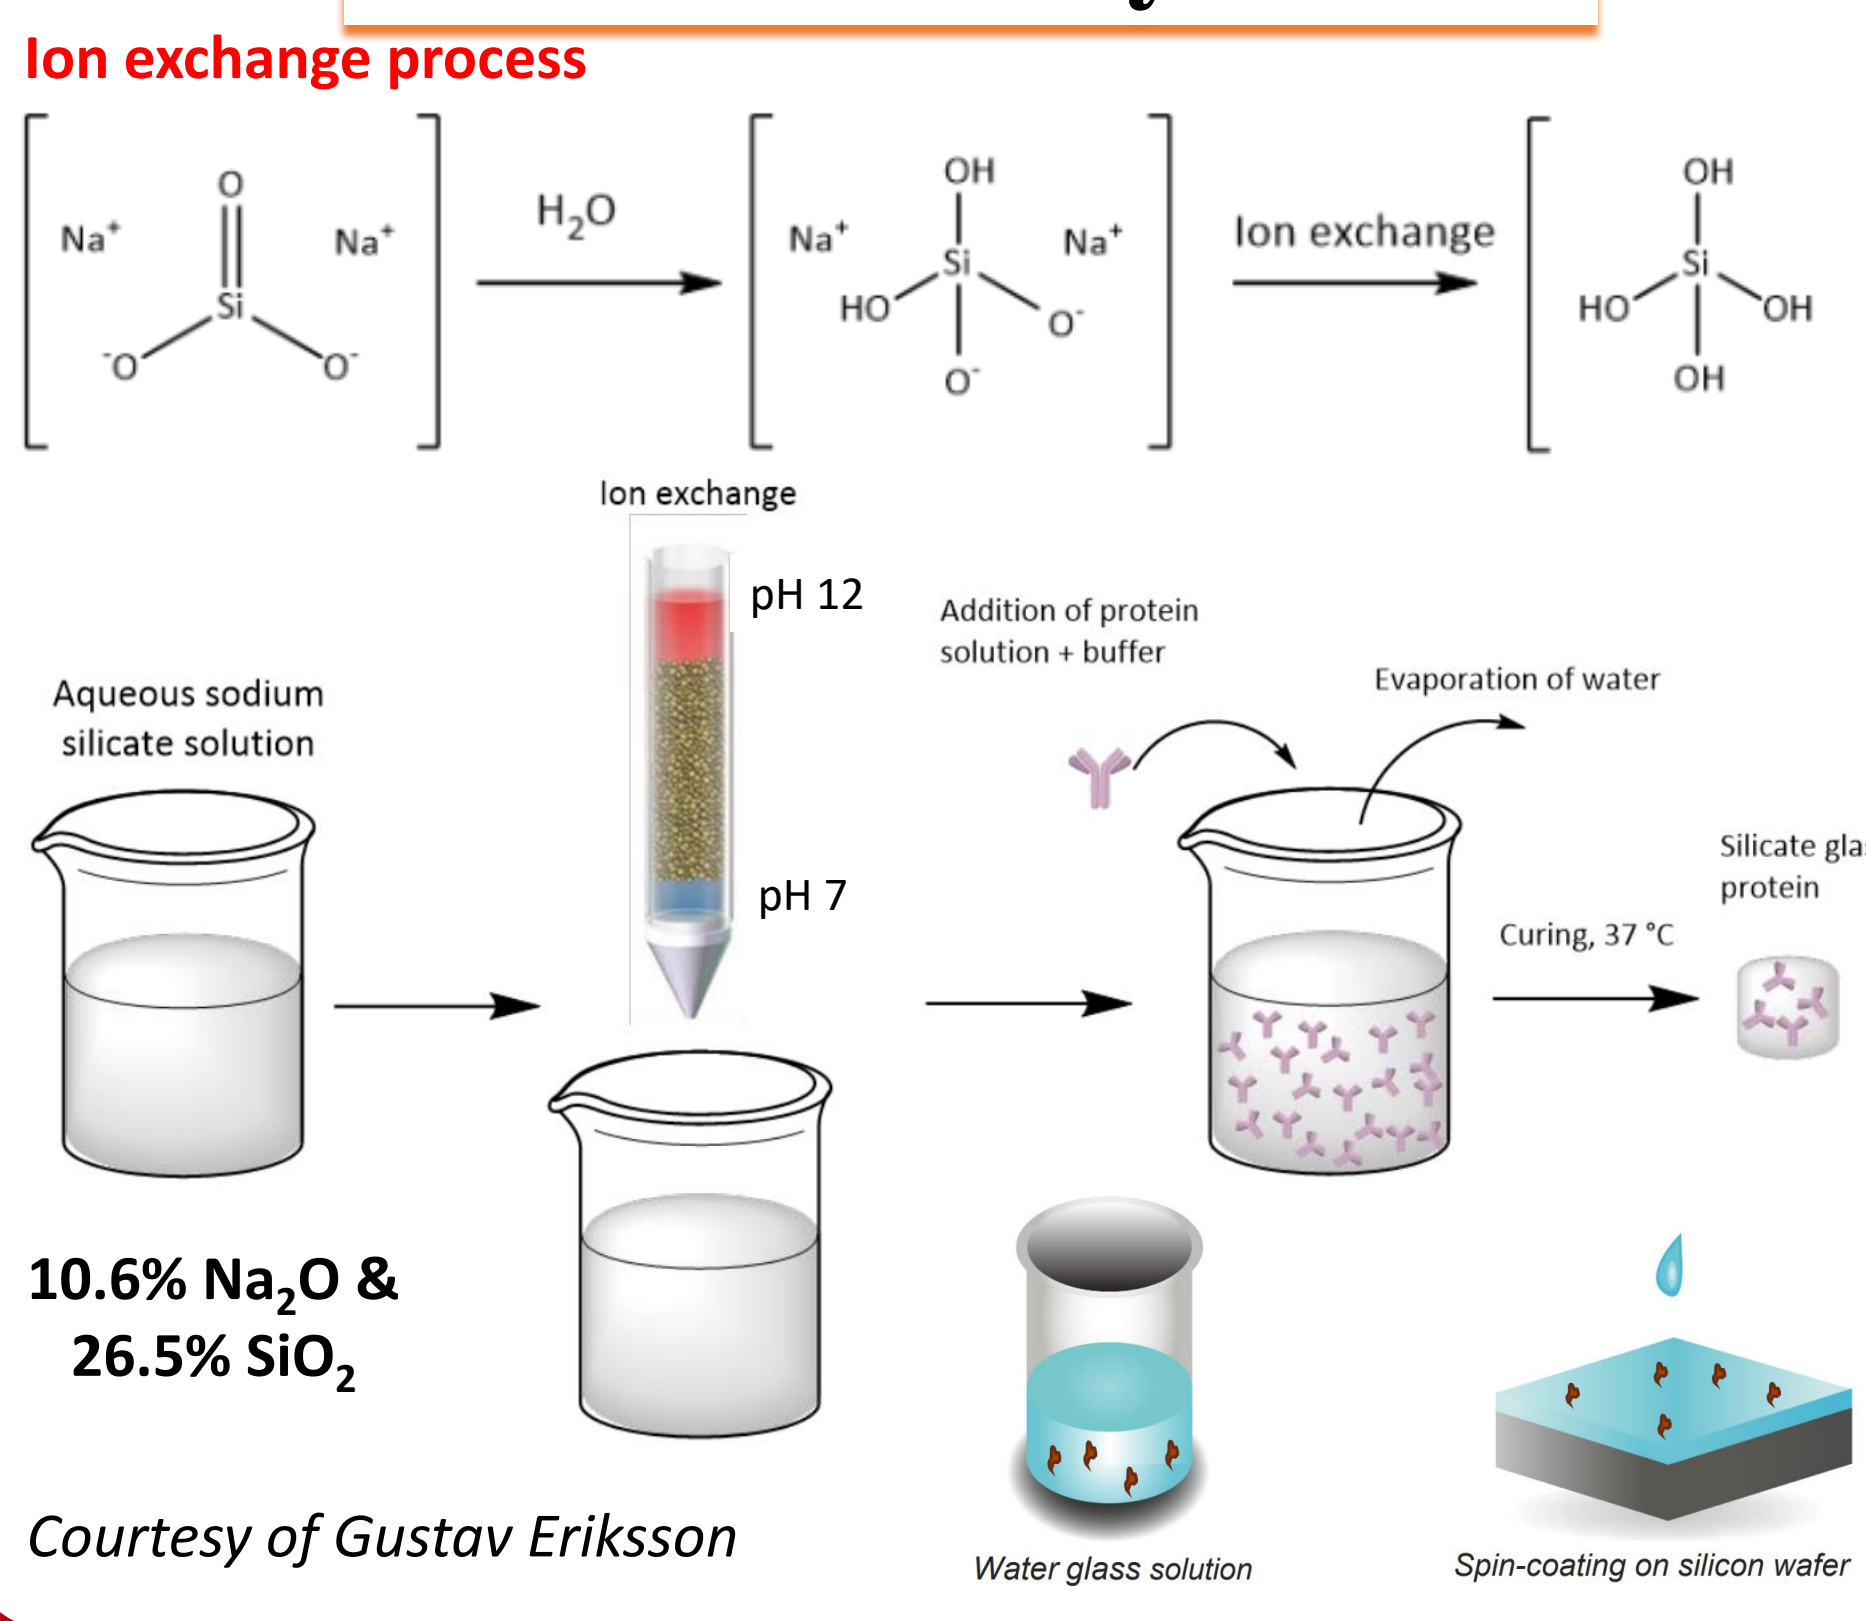 Ion exchange process
O
Na⁺
Na⁺
Si
⁻O
O⁻
H₂O
OH
Na⁺
Na⁺
Si
HO
O⁻
O⁻
Ion exchange
OH
Si
HO
OH
OH
Ion exchange
pH 12
pH 7
Aqueous sodium
silicate solution
Addition of protein
solution + buffer
Evaporation of water
Silicate
protein
Curing, 37 °C
10.6% Na₂O &
26.5% SiO₂
Courtesy of Gustav Eriksson
Water glass solution
Spin-coating on silicon wafer